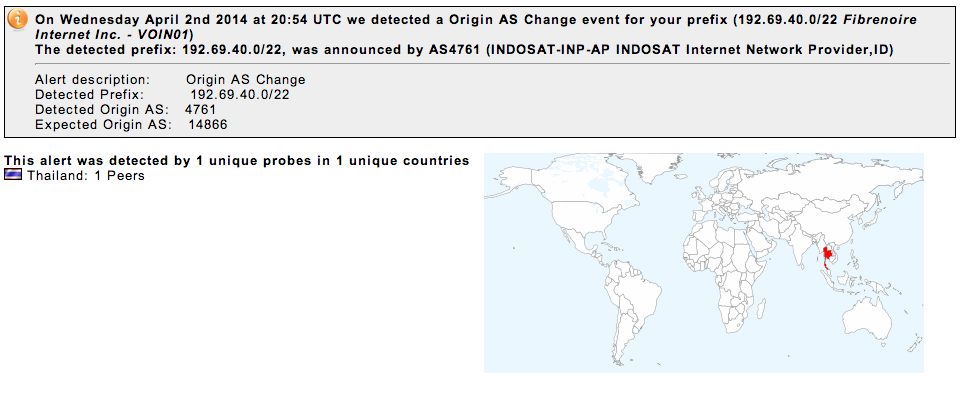 On Wednesday April 2nd 2014 at 20:54 UTC we detected a Origin AS Change event for your prefix (192.69.40.0/22 Fibrenoire
Internet Inc. - VOIN01)
The detected prefix: 192.69.40.0/22, was announced by AS4761 (INDOSAT-INP-AP INDOSAT Internet Network Provider,ID)
Alert description: Origin AS Change
Detected Prefix: 192.69.40.0/22
Detected Origin AS: 4761
Expected Origin AS: 14866
This alert was detected by 1 unique probes in 1 unique countries
Thailand: 1 Peers